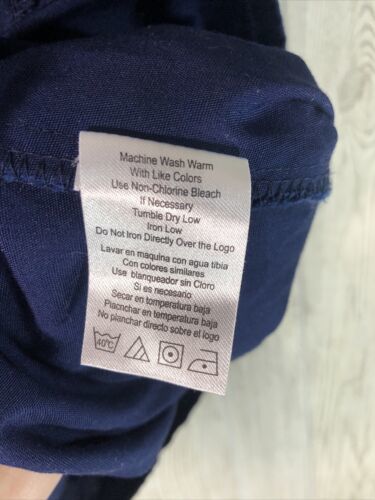 Machine Wash Warm
With Like Colors
Use Non-Chlorine Bleach
If Necessary
Tumble Dry Low
Iron Low
Do Not Iron Directly Over the Logo
Lavar en maquina con agua tibia
Con colores similares
Use blanqueador sin Cloro
Si es necesario
Secar en temperatura baja
Piacnchar en temperatura baja
No planchar directo sobre el logo
40°C